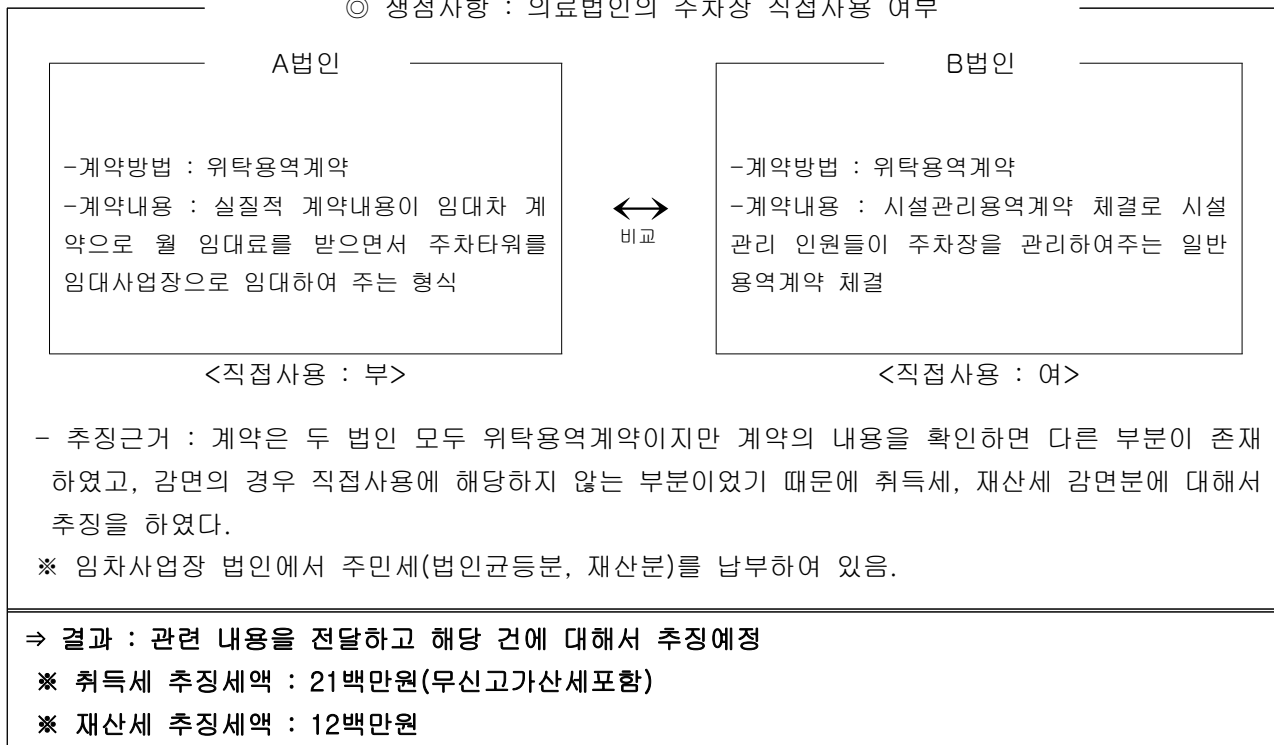 ◎ 쟁점사항 : 의료법인의 주차장 직접사용 여부
A법인
-계약방법 : 위탁용역계약
-계약내용 : 실질적 계약내용이 임대차 계
약으로 월 임대료를 받으면서 주차타워를
임대사업장으로 임대하여 주는 형식
<직접사용 : 부>
↔
비교
B법인
-계약방법 : 위탁용역계약
-계약내용 : 시설관리용역계약 체결로 시설
관리 인원들이 주차장을 관리하여주는 일반
용역계약 체결
<직접사용 : 여>
- 추징근거 : 계약은 두 법인 모두 위탁용역계약이지만 계약의 내용을 확인하면 다른 부분이 존재
하였고, 감면의 경우 직접사용에 해당하지 않는 부분이었기 때문에 취득세, 재산세 감면분에 대해서
추징을 하였다.
※ 임차사업장 법인에서 주민세(법인균등분, 재산분)를 납부하여 있음.
⇒ 결과 : 관련 내용을 전달하고 해당 건에 대해서 추징예정
※ 취득세 추징세액 : 21백만원(무신고가산세포함)
※ 재산세 추징세액 : 12백만원